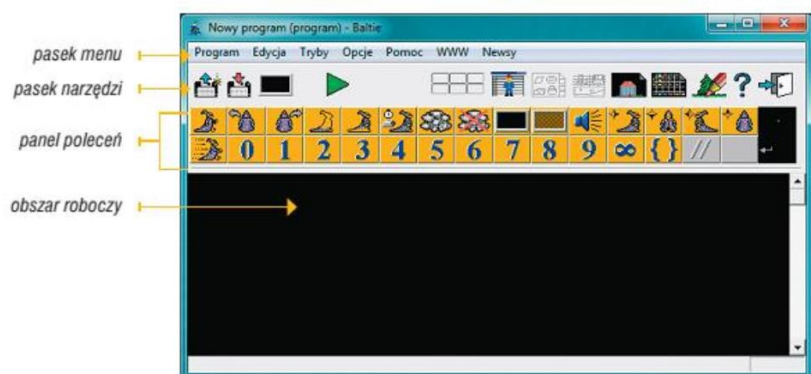 Nowy program (program) - Baltie
pasek menu
Program Edycja Tryby Opcje Pomoc WWW Newsy
pasek narzędzi
?
panel poleceń
0 1 2 3 4 5 6 7 8 9 ∞ { } //
obszar roboczy